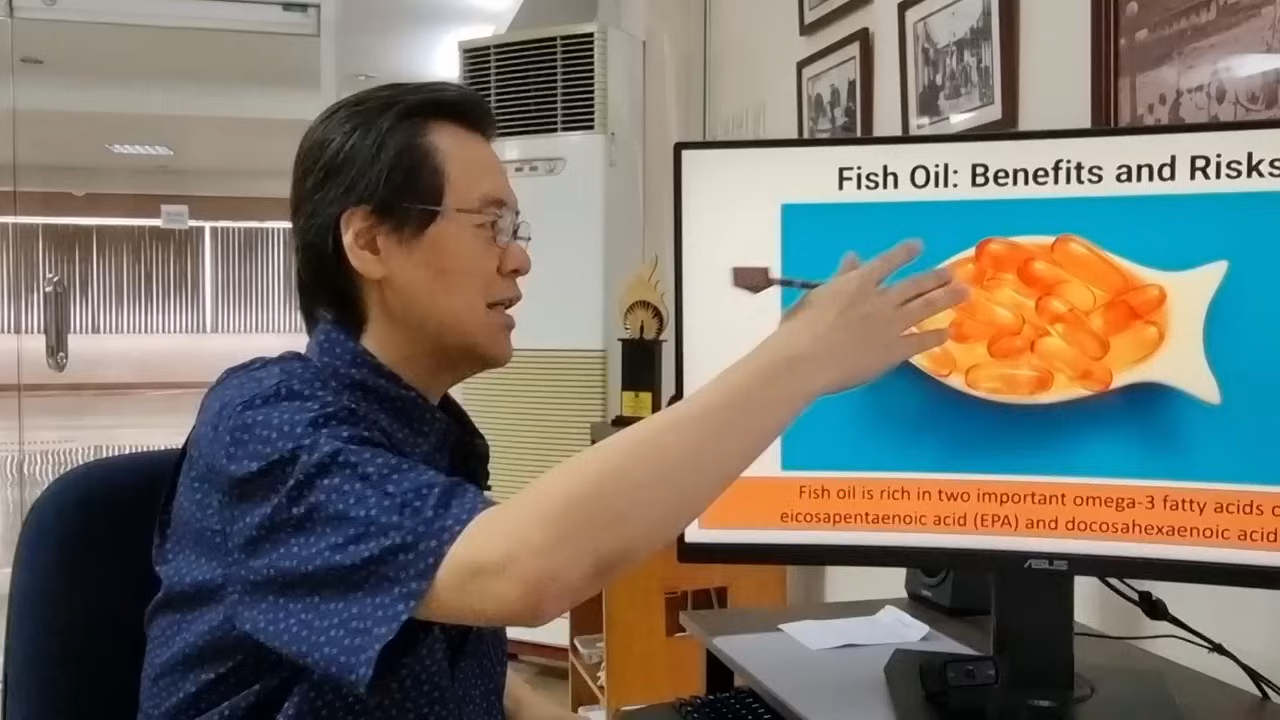 Fish Oil: Benefits and Risks
Fish oil is rich in two important omega-3 fatty acids
eicosapentaenoic acid (EPA) and docosahexaenoic acid
ASUS